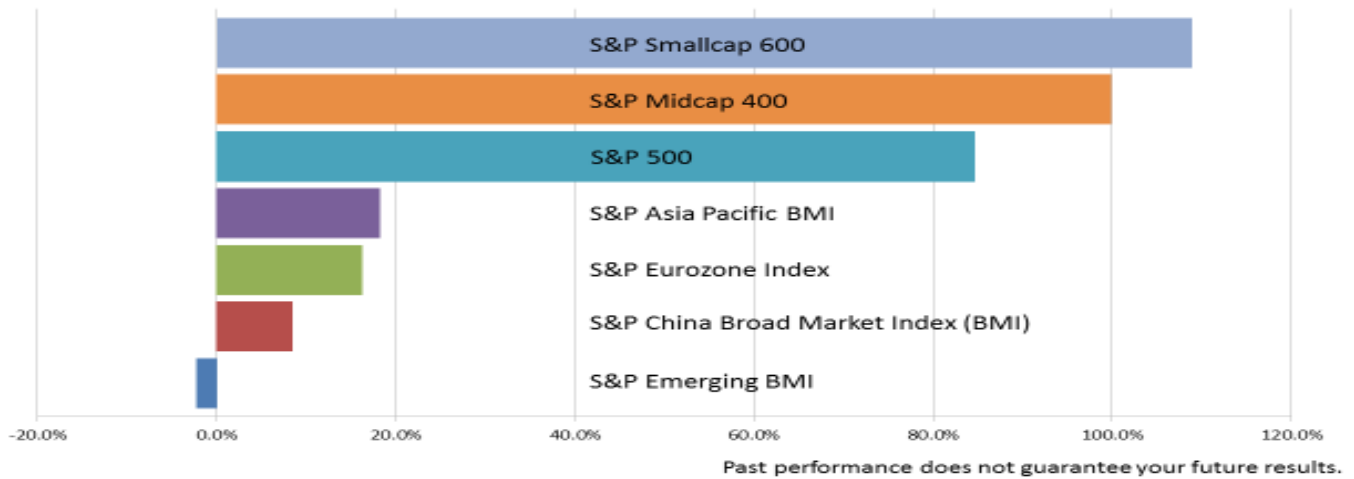 S&P Smallcap 600
S&P Midcap 400
S&P 500
S&P Asia Pacific BMI
S&P Eurozone Index
S&P China Broad Market Index (BMI)
S&P Emerging BMI
-20.0% 0.0% 20.0% 40.0% 60.0% 80.0% 100.0% 120.0%
Past performance does not guarantee your future results.